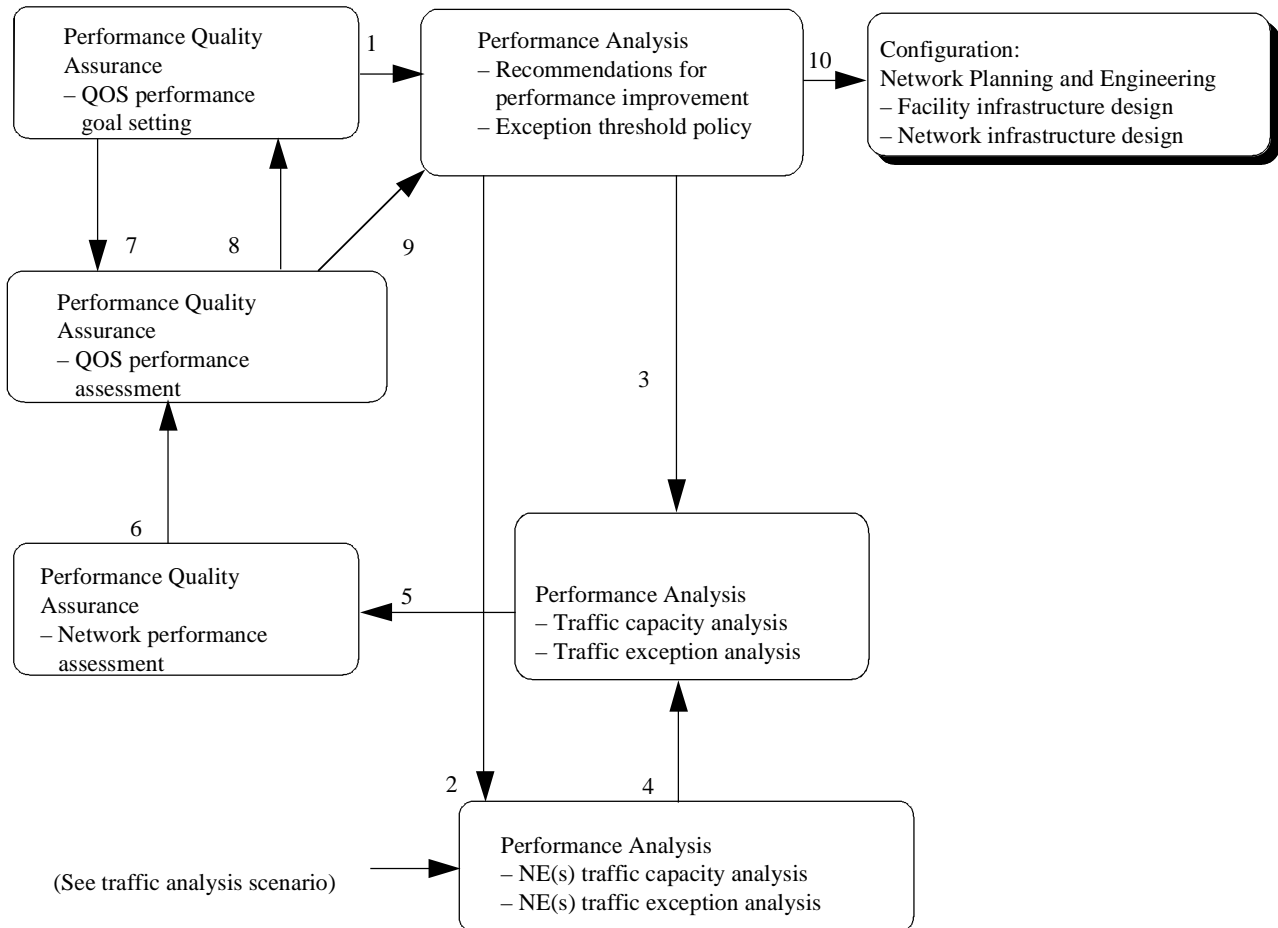 Performance Quality
Assurance
– QOS performance
goal setting
1
Performance Analysis
– Recommendations for
performance improvement
– Exception threshold policy
10
Configuration:
Network Planning and Engineering
– Facility infrastructure design
– Network infrastructure design
7
8
9
Performance Quality
Assurance
– QOS performance
assessment
3
6
Performance Quality
Assurance
– Network performance
assessment
5
Performance Analysis
– Traffic capacity analysis
– Traffic exception analysis
2
4
Performance Analysis
– NE(s) traffic capacity analysis
– NE(s) traffic exception analysis
(See traffic analysis scenario)